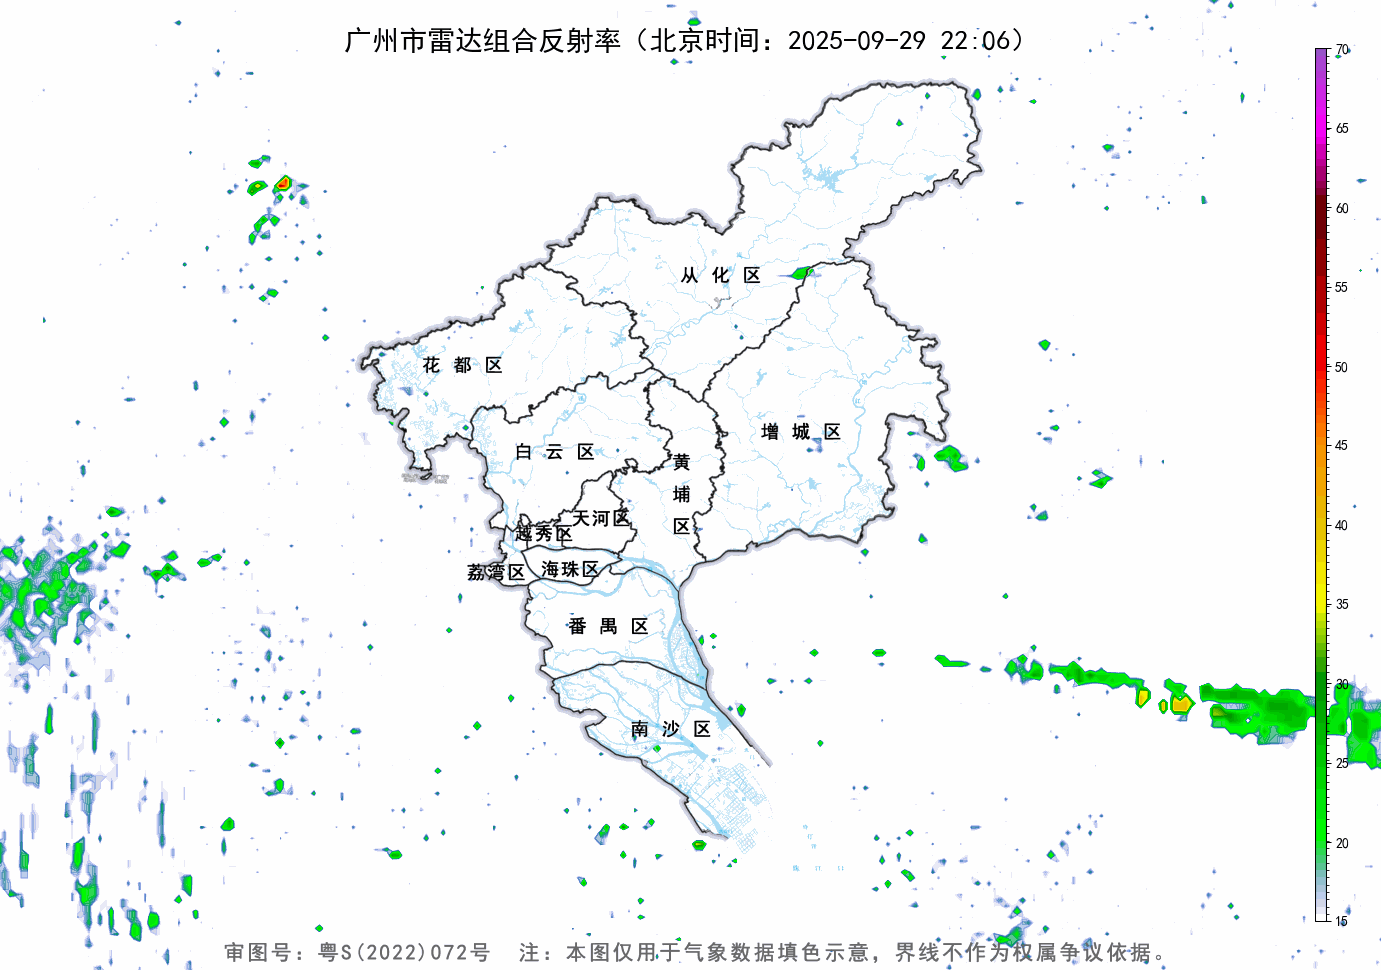 广州市雷达组合反射率（北京时间：2025-09-29 22:06）
70
65
60
55
50
45
40
35
30
25
20
15
从化区
花都区
增城区
白云区
黄埔区
天河区
越秀区
荔湾区
海珠区
番禺区
南沙区
审图号：粤S(2022)072号 注：本图仅用于气象数据填色示意，界线不作为权属争议依据。